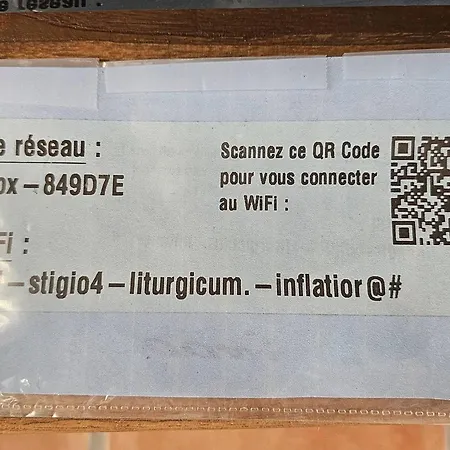 e réseau :
ox – 849D7E
Scannez ce QR Code
pour vous connecter
au WiFi :
Fi :
– stigio4 – liturgicum. – inflatior@#